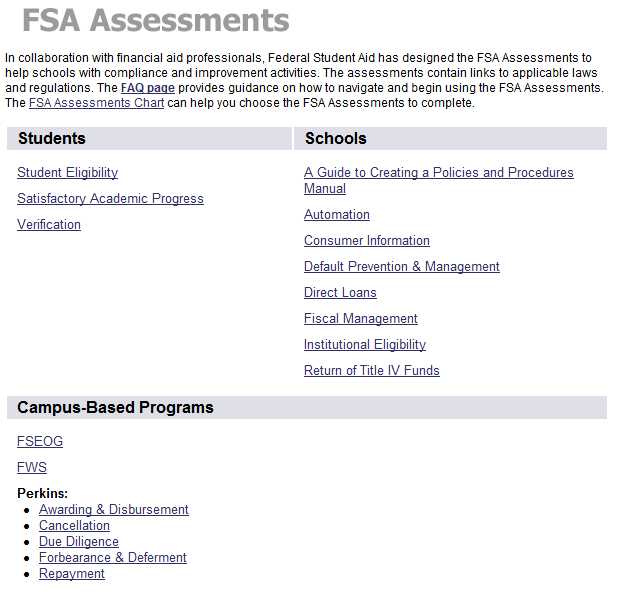 FSA Assessments
In collaboration with financial aid professionals, Federal Student Aid has designed the FSA Assessments to
help schools with compliance and improvement activities. The assessments contain links to applicable laws
and regulations. The FAQ page provides guidance on how to navigate and begin using the FSA Assessments.
The FSA Assessments Chart can help you choose the FSA Assessments to complete.
Students
Student Eligibility
Satisfactory Academic Progress
Verification
Schools
A Guide to Creating a Policies and Procedures
Manual
Automation
Consumer Information
Default Prevention & Management
Direct Loans
Fiscal Management
Institutional Eligibility
Return of Title IV Funds
Campus-Based Programs
FSEOG
FWS
Perkins:
• Awarding & Disbursement
• Cancellation
• Due Diligence
• Forbearance & Deferment
• Repayment